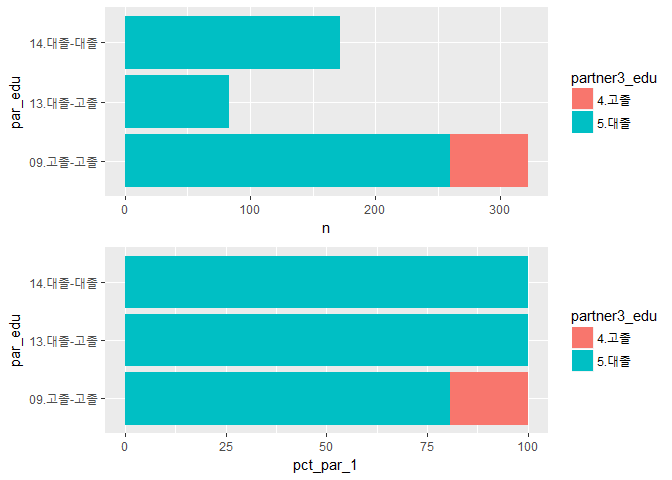 par_edu
14.대졸-대졸
13.대졸-고졸
09.고졸-고졸
0 100 200 300
n
partner3_edu
4.고졸
5.대졸
par_edu
14.대졸-대졸
13.대졸-고졸
09.고졸-고졸
0 25 50 75 100
pct_par_1
partner3_edu
4.고졸
5.대졸